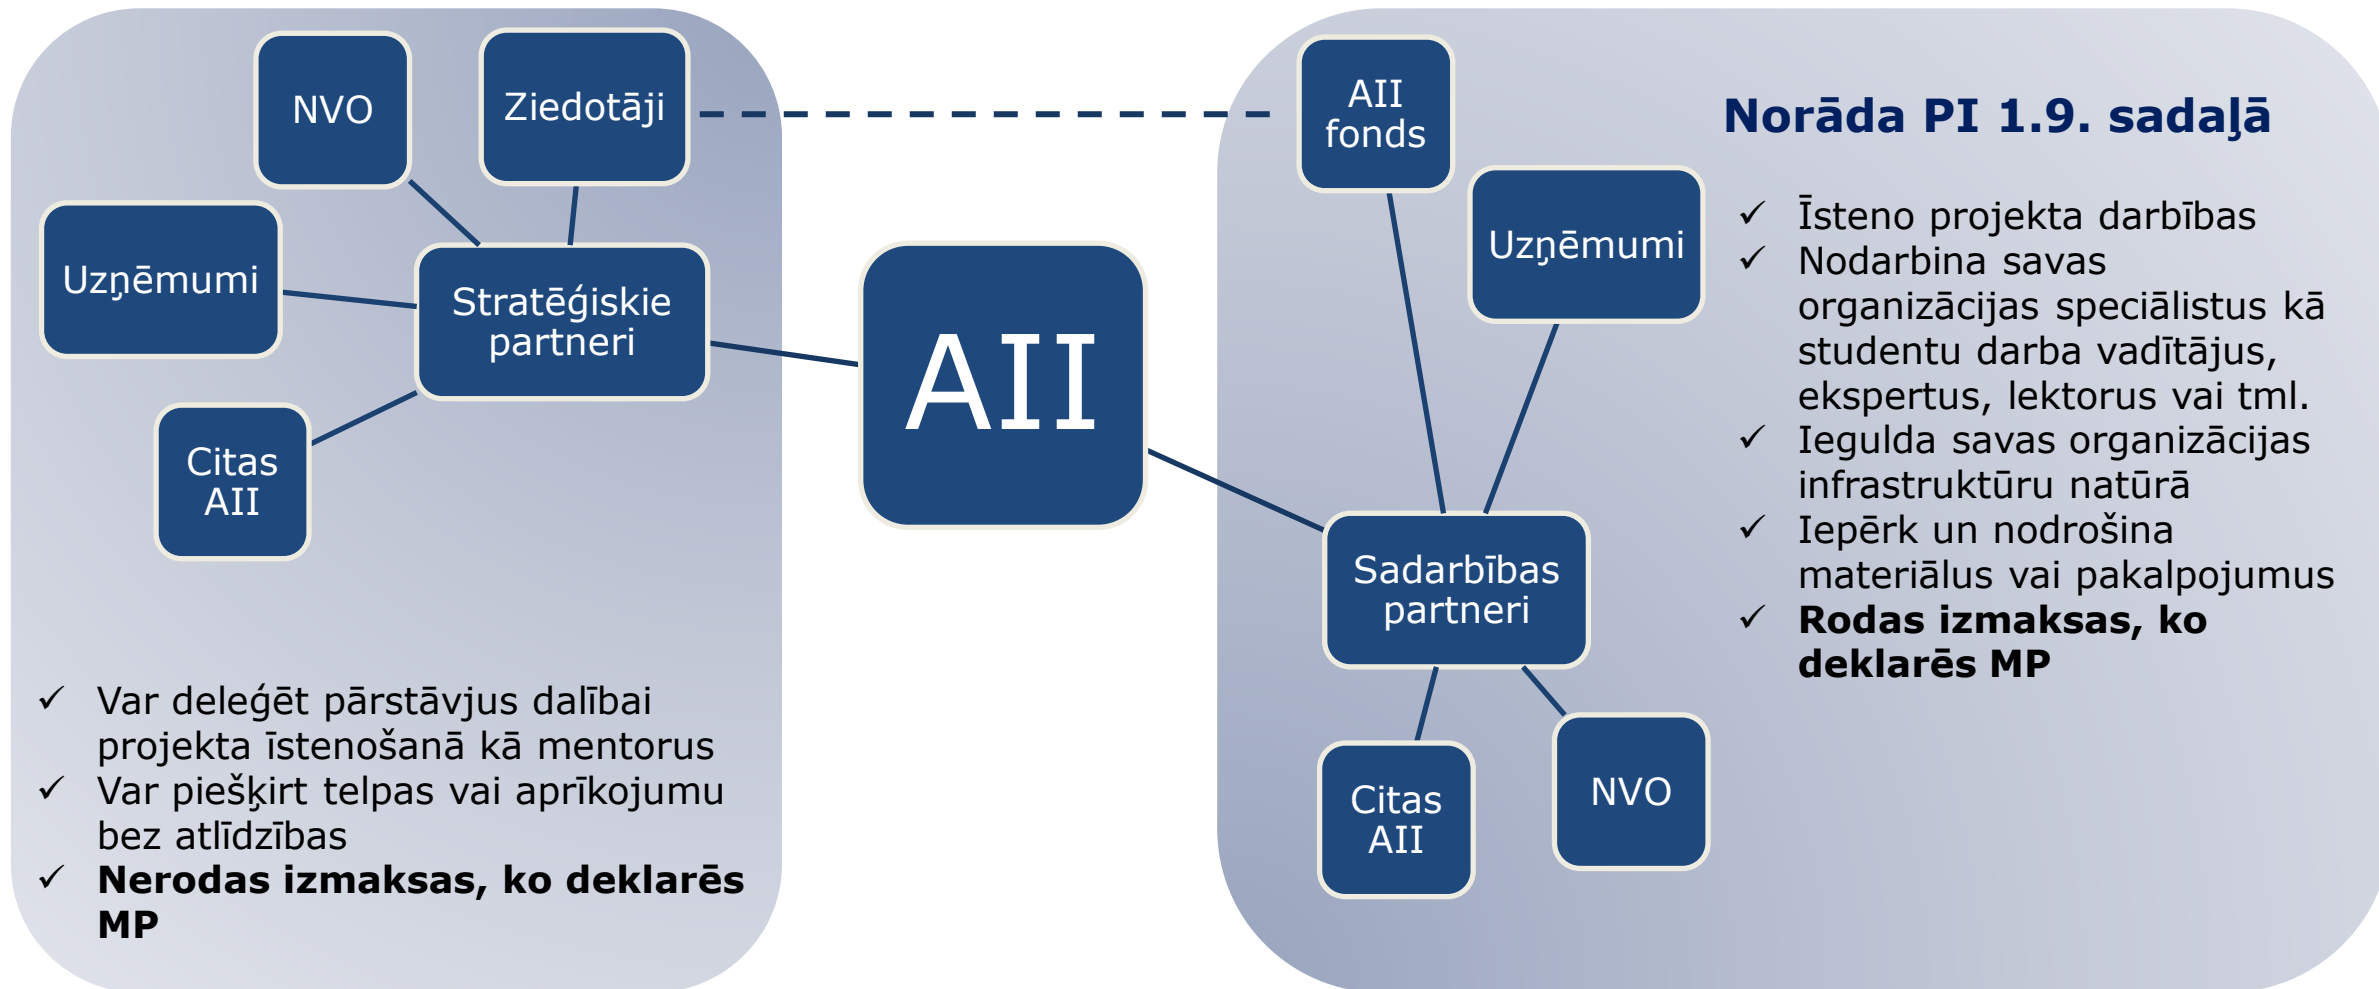 NVO
Ziedotāji
Uzņēmumi
Stratēģiskie
partneri
Citas
AII
✓ Var deleģēt pārstāvjus dalībai
projekta īstenošanā kā mentorus
✓ Var piešķirt telpas vai aprīkojumu
bez atlīdzības
✓ Nerodas izmaksas, ko deklarēs
MP
AII
AII
fonds
Uzņēmumi
Sadarbības
partneri
Citas
AII
NVO
Norāda PI 1.9. sadaļā
✓ Īsteno projekta darbības
✓ Nodarbina savas
organizācijas speciālistus kā
studentu darba vadītājus,
ekspertus, lektorus vai tml.
✓ Iegulda savas organizācijas
infrastruktūru natūrā
✓ Iepērk un nodrošina
materiālus vai pakalpojumus
✓ Rodas izmaksas, ko
deklarēs MP